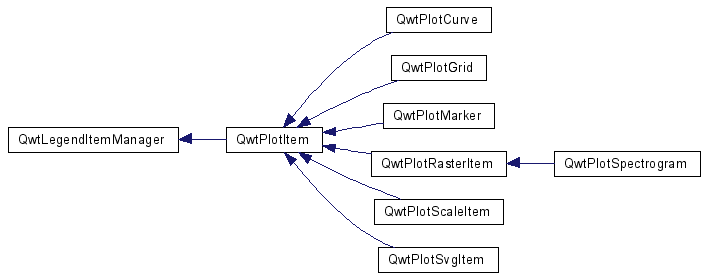 QwtPlotCurve
QwtPlotGrid
QwtPlotMarker
QwtLegendItemManager
QwtPlotItem
QwtPlotRasterItem
QwtPlotSpectrogram
QwtPlotScaleItem
QwtPlotSvgItem